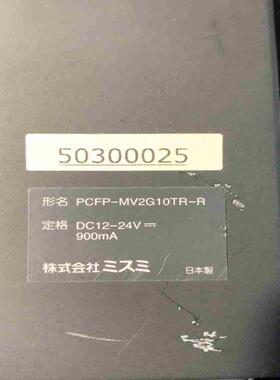 50300025
形名 PCFP-MV2G10TR-R
定格 DC12-24V⎓
900mA
株式会社 ミスミ 日本製